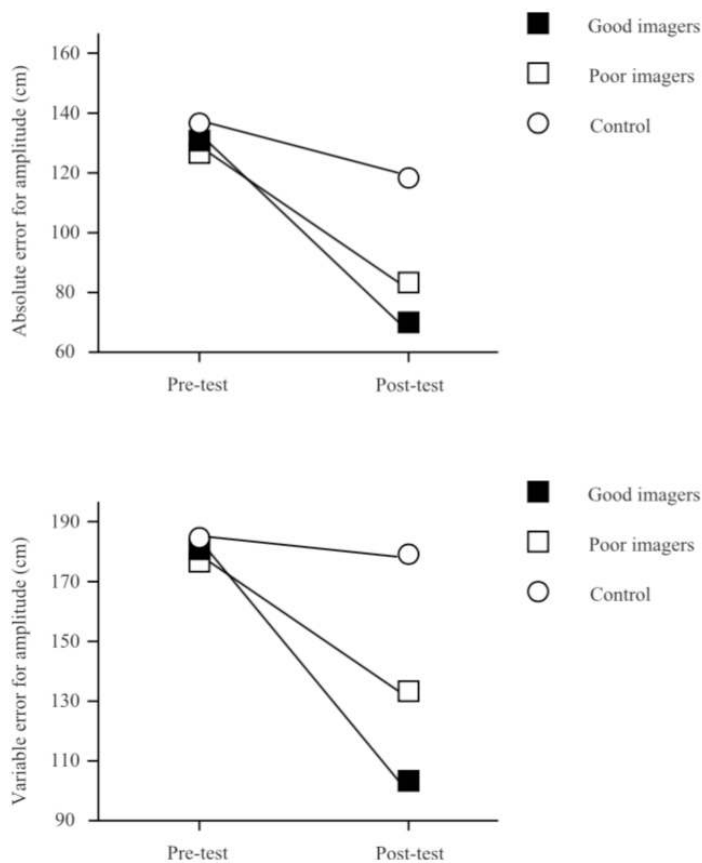 Good imagers
Poor imagers
Control
Absolute error for amplitude (cm)
160
140
120
100
80
60
Pre-test
Post-test
Good imagers
Poor imagers
Control
Variable error for amplitude (cm)
190
170
150
130
110
90
Pre-test
Post-test